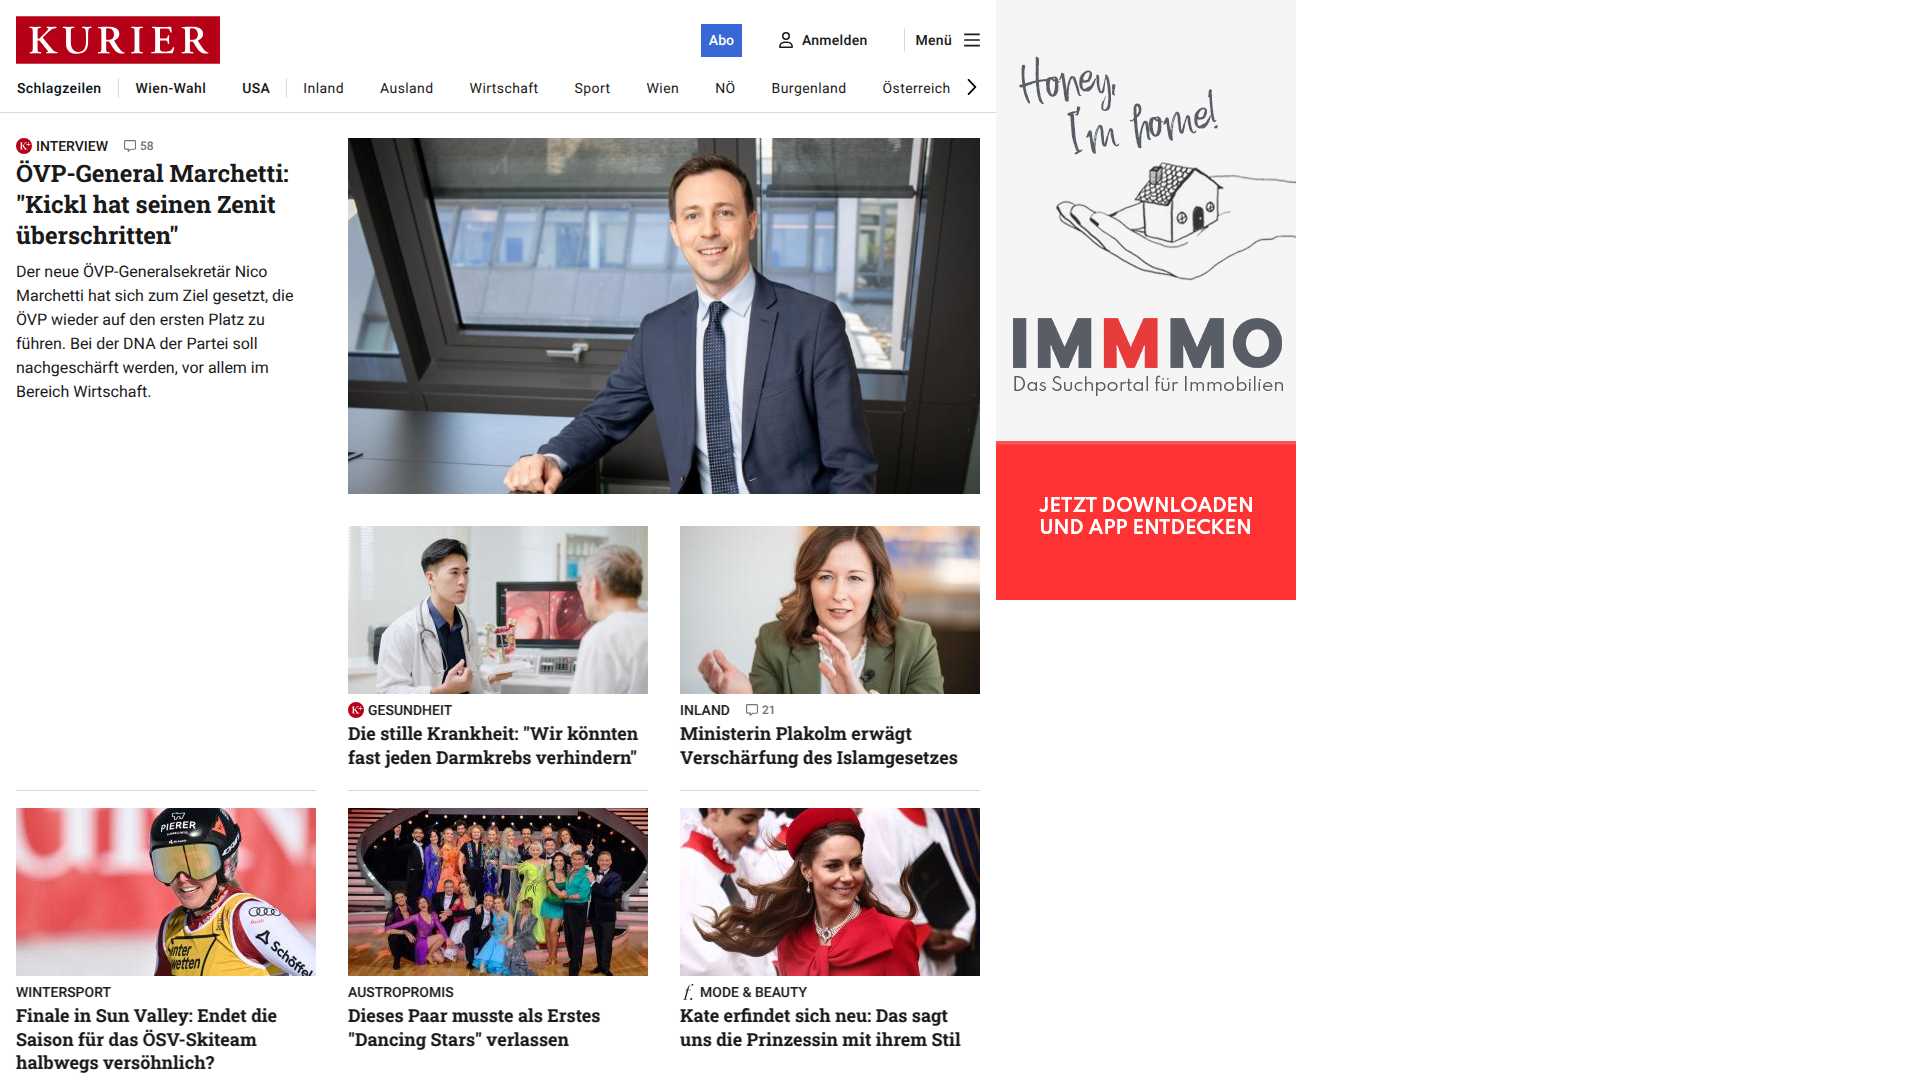 KURIER
Abo
Anmelden
Menü
Schlagzeilen
Wien-Wahl
USA
Inland
Ausland
Wirtschaft
Sport
Wien
NÖ
Burgenland
Österreich
K+ INTERVIEW 58
ÖVP-General Marchetti:
"Kickl hat seinen Zenit
überschritten"
Der neue ÖVP-Generalsekretär Nico
Marchetti hat sich zum Ziel gesetzt, die
ÖVP wieder auf den ersten Platz zu
führen. Bei der DNA der Partei soll
nachgeschärft werden, vor allem im
Bereich Wirtschaft.
Honey,
I'm home!
IMMMO
Das Suchportal für Immobilien
JETZT DOWNLOADEN
UND APP ENTDECKEN
K+ GESUNDHEIT
Die stille Krankheit: "Wir könnten
fast jeden Darmkrebs verhindern"
INLAND 21
Ministerin Plakolm erwägt
Verschärfung des Islamgesetzes
PIERER
Audi
Schöffel
inter
wetten
WINTERSPORT
Finale in Sun Valley: Endet die
Saison für das ÖSV-Skiteam
halbwegs versöhnlich?
AUSTROPROMIS
Dieses Paar musste als Erstes
"Dancing Stars" verlassen
f. MODE & BEAUTY
Kate erfindet sich neu: Das sagt
uns die Prinzessin mit ihrem Stil